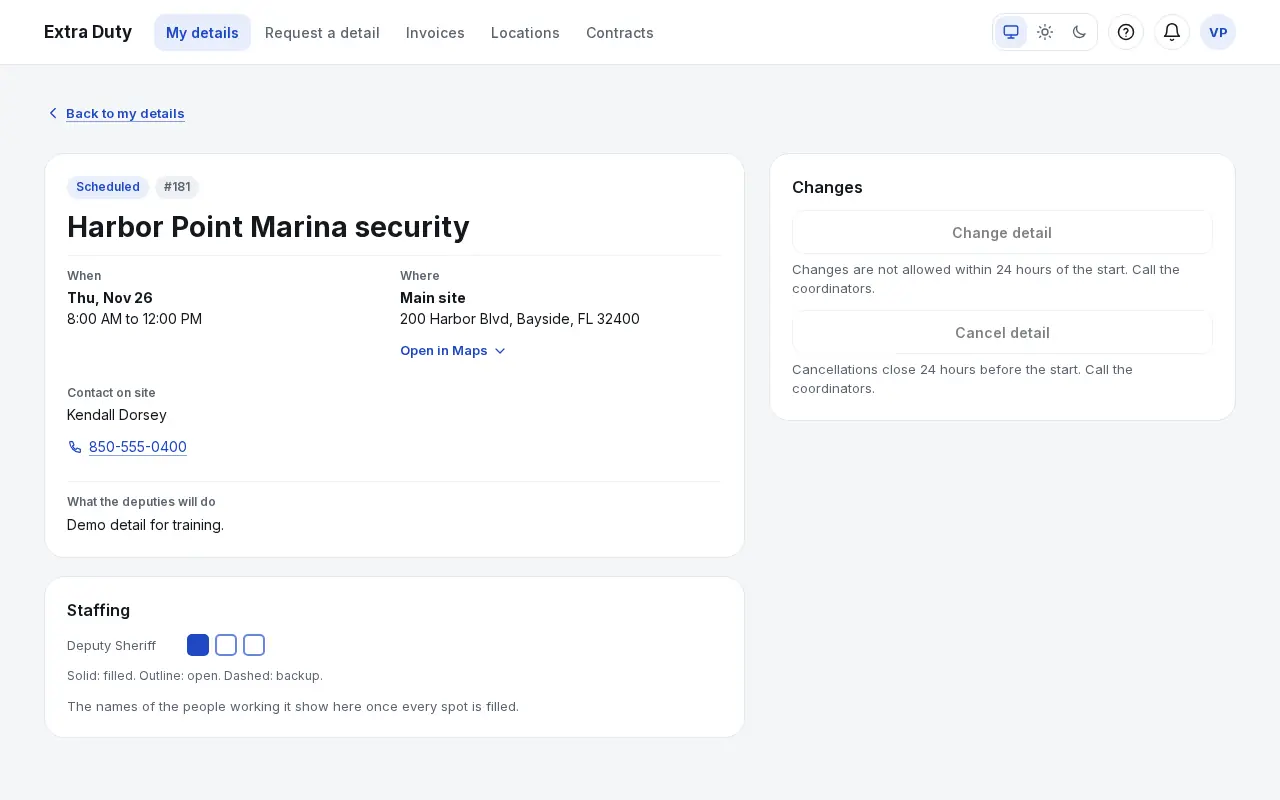 Extra Duty
My details
Request a detail
Invoices
Locations
Contracts
VP
Back to my details
Scheduled
#181
Harbor Point Marina security
When
Thu, Nov 26
8:00 AM to 12:00 PM
Where
Main site
200 Harbor Blvd, Bayside, FL 32400
Open in Maps
Contact on site
Kendall Dorsey
850-555-0400
What the deputies will do
Demo detail for training.
Staffing
Deputy Sheriff
Solid: filled. Outline: open. Dashed: backup.
The names of the people working it show here once every spot is filled.
Changes
Change detail
Changes are not allowed within 24 hours of the start. Call the
coordinators.
Cancel detail
Cancellations close 24 hours before the start. Call the
coordinators.